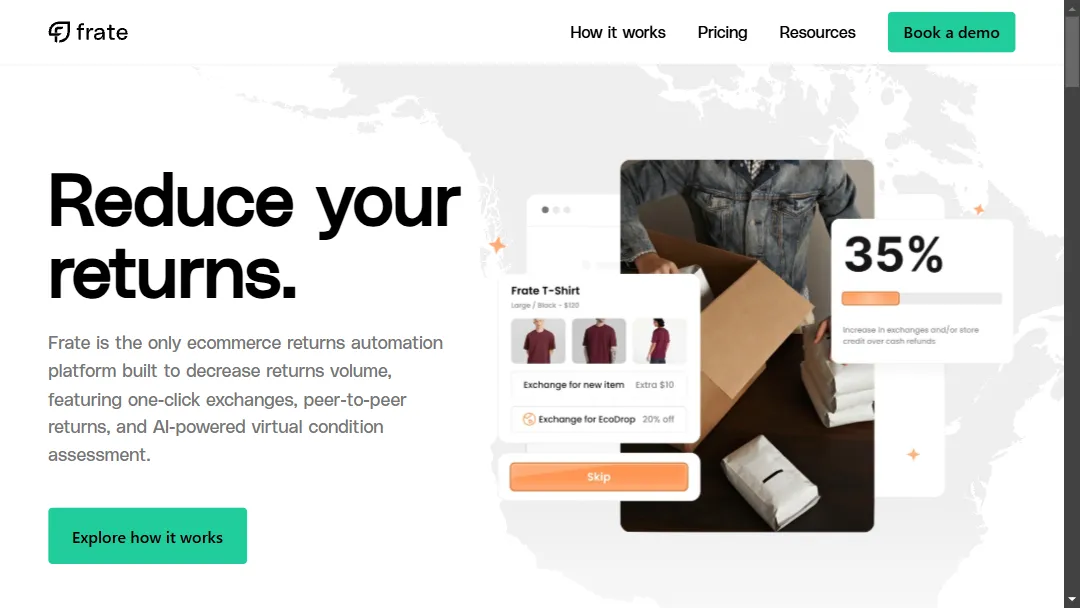 frate
How it works
Pricing
Resources
Book a demo
Reduce your
returns.
Frate is the only ecommerce returns automation
platform built to decrease returns volume,
featuring one-click exchanges, peer-to-peer
returns, and AI-powered virtual condition
assessment.
Explore how it works
Frate T-Shirt
Large / Black - $120
Exchange for new item Extra $10
Exchange for EcoDrop 20% off
Skip
35%
Increase in exchanges and/or store
credit over cash refunds